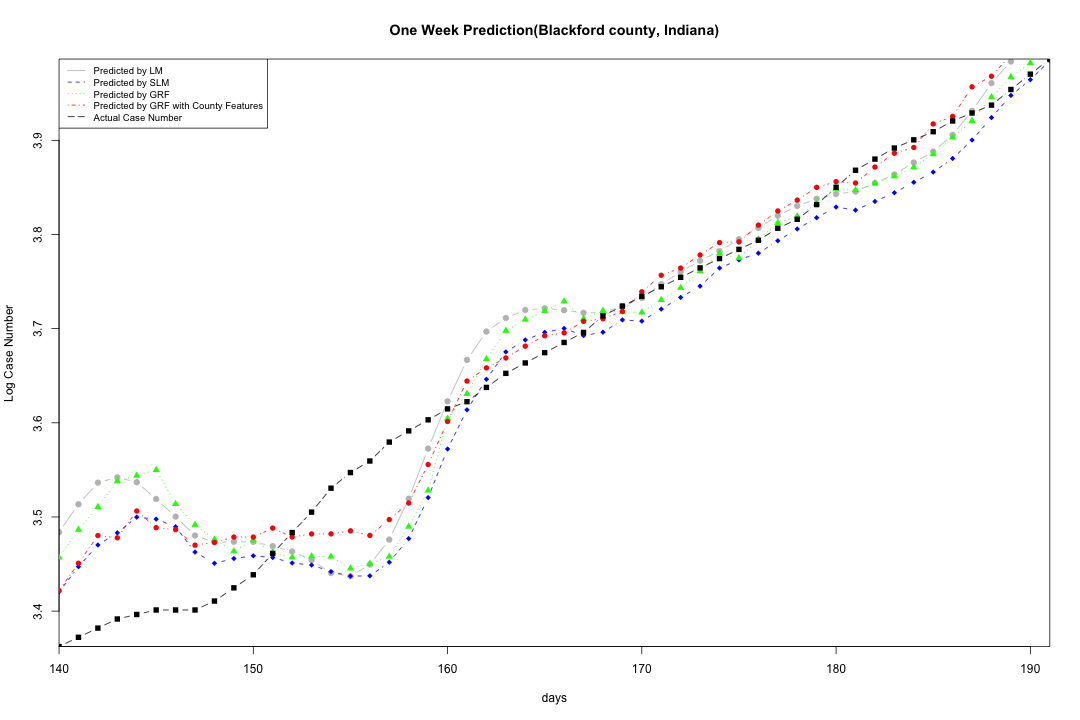 One Week Prediction(Blackford county, Indiana)
Predicted by LM
Predicted by SLM
Predicted by GRF
Predicted by GRF with County Features
Actual Case Number
Log Case Number
3.9
3.8
3.7
3.6
3.5
3.4
140 150 160 170 180 190
days